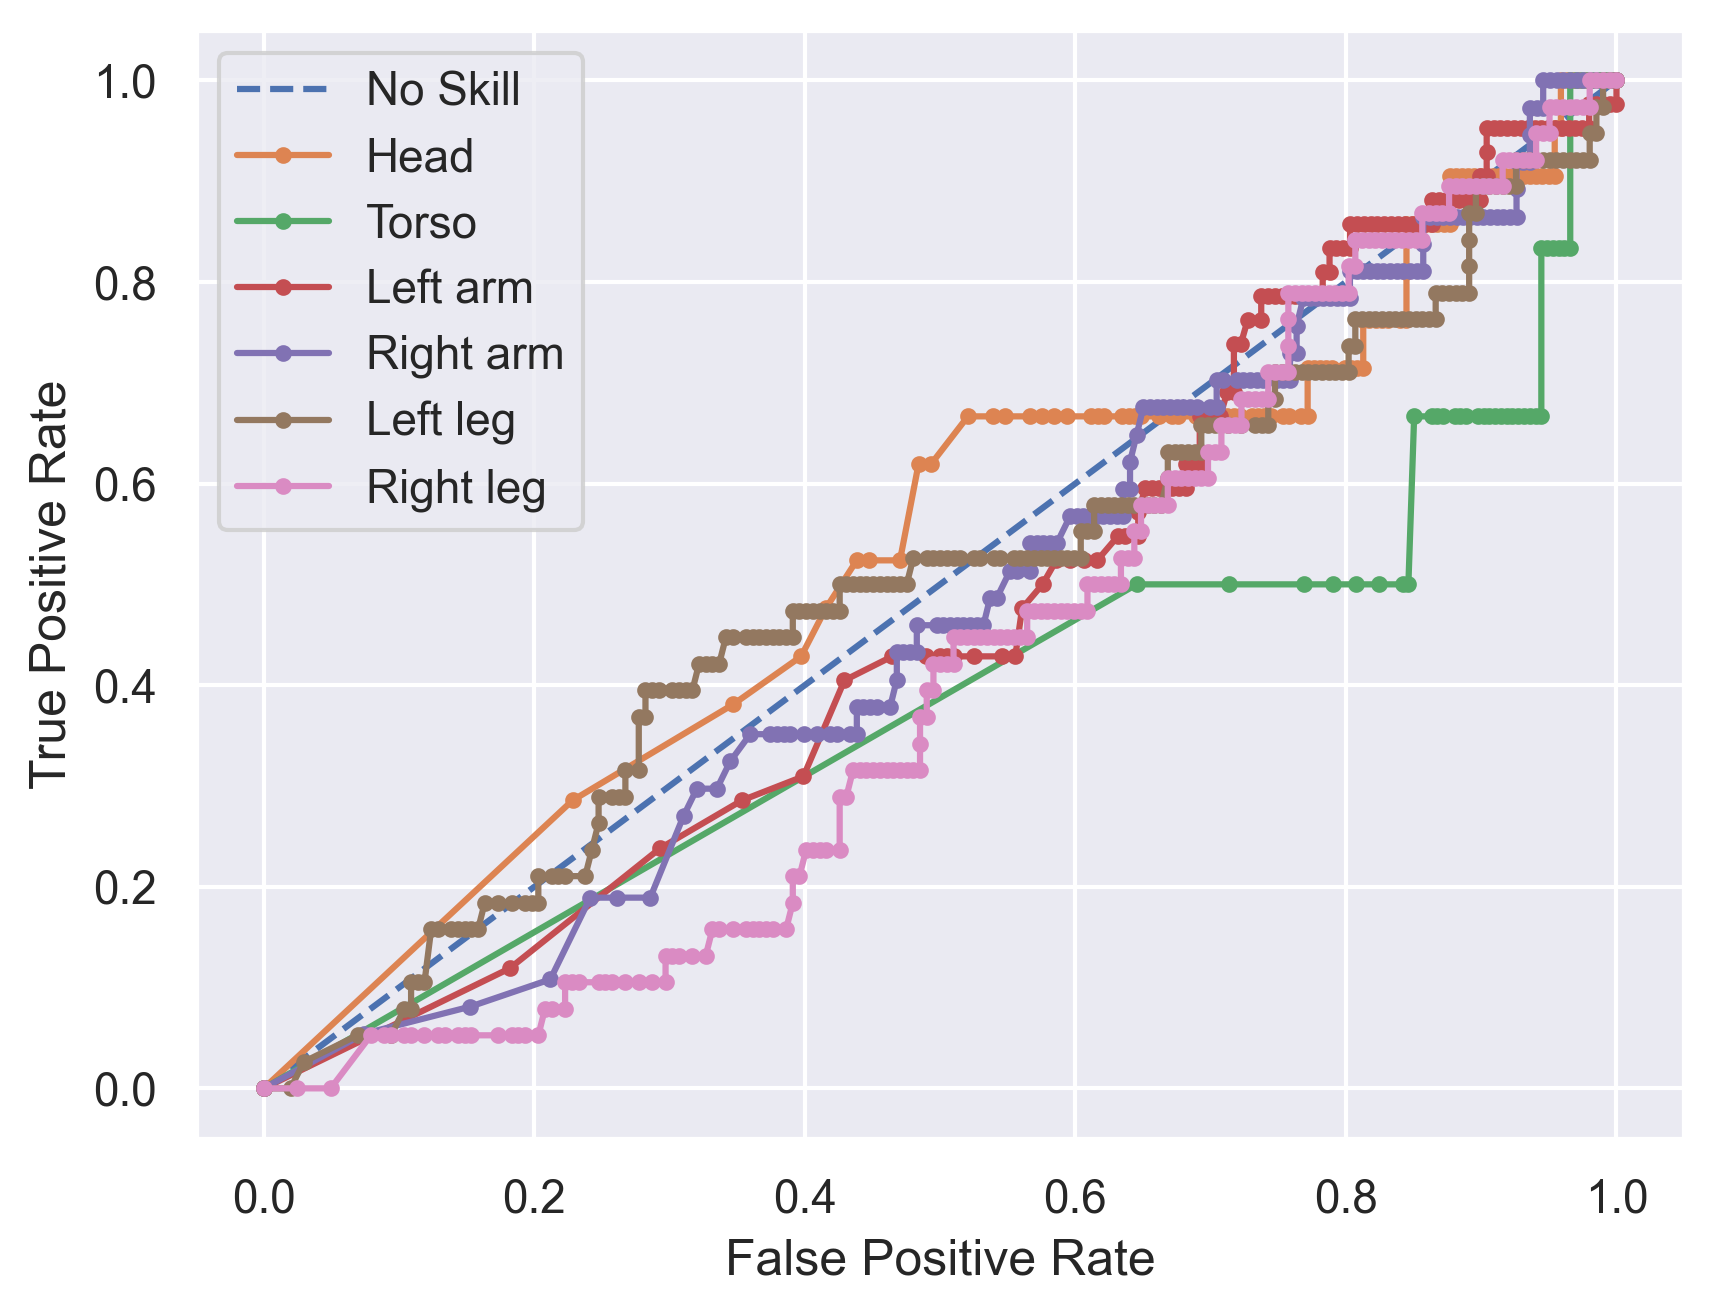 No Skill
Head
Torso
Left arm
Right arm
Left leg
Right leg
True Positive Rate
1.0
0.8
0.6
0.4
0.2
0.0
0.0 0.2 0.4 0.6 0.8 1.0
False Positive Rate